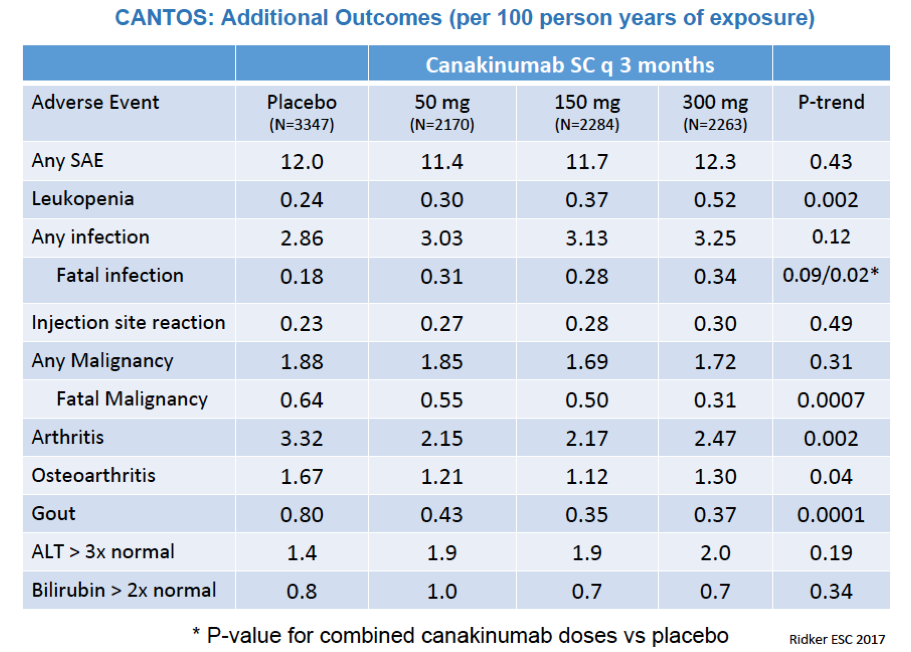 CANTOS: Additional Outcomes (per 100 person years of exposure)
Canakinumab SC q 3 months
Adverse Event Placebo 50 mg 150 mg 300 mg P-trend
(N=3347) (N=2170) (N=2284) (N=2263)
Any SAE 12.0 11.4 11.7 12.3 0.43
Leukopenia 0.24 0.30 0.37 0.52 0.002
Any infection 2.86 3.03 3.13 3.25 0.12
Fatal infection 0.18 0.31 0.28 0.34 0.09/0.02*
Injection site reaction 0.23 0.27 0.28 0.30 0.49
Any Malignancy 1.88 1.85 1.69 1.72 0.31
Fatal Malignancy 0.64 0.55 0.50 0.31 0.0007
Arthritis 3.32 2.15 2.17 2.47 0.002
Osteoarthritis 1.67 1.21 1.12 1.30 0.04
Gout 0.80 0.43 0.35 0.37 0.0001
ALT > 3x normal 1.4 1.9 1.9 2.0 0.19
Bilirubin > 2x normal 0.8 1.0 0.7 0.7 0.34
* P-value for combined canakinumab doses vs placebo
Ridker ESC 2017